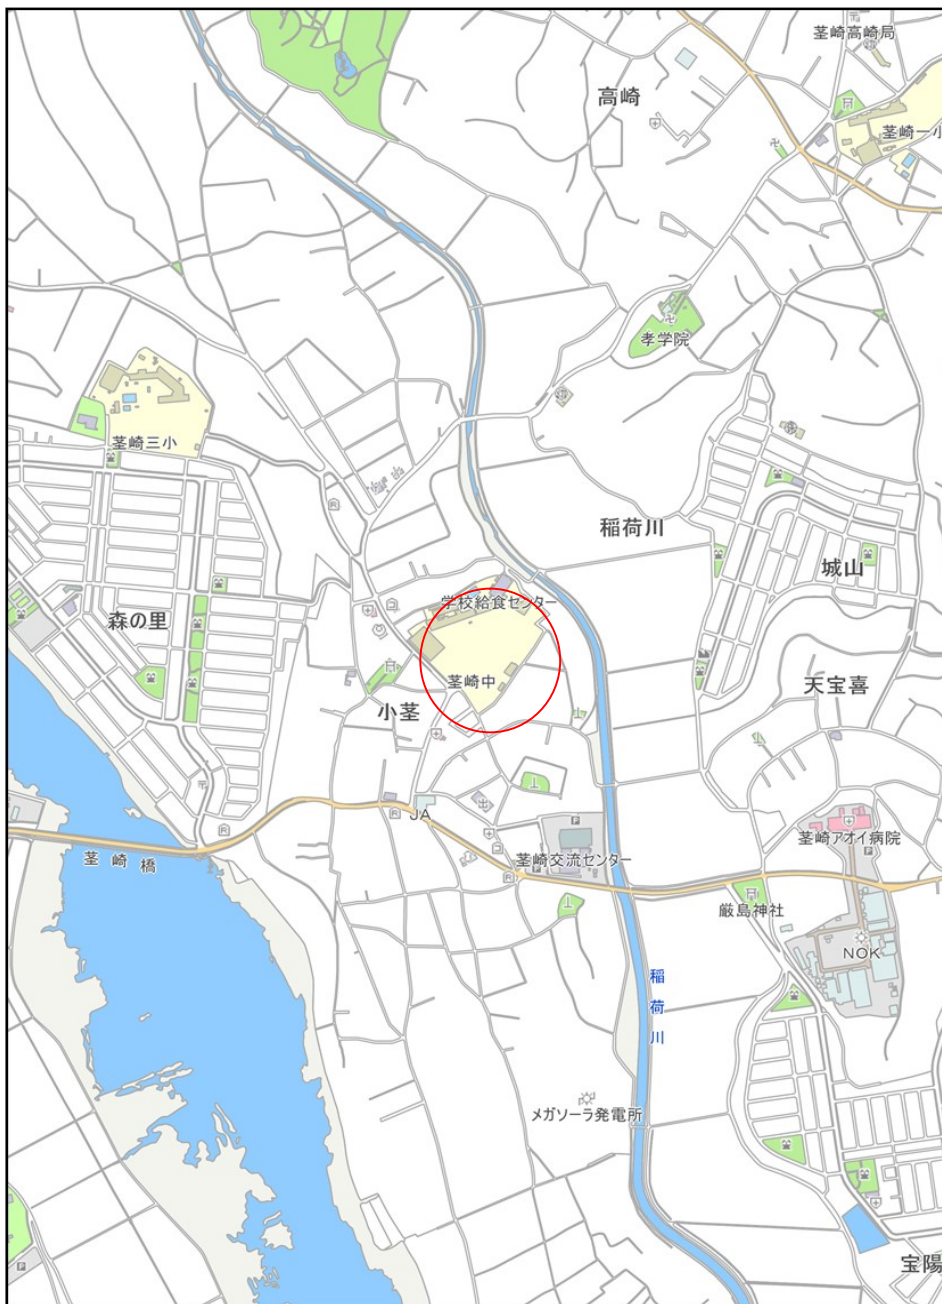 茎崎高崎局
高崎
茎崎一小
孝学院
茎崎三小
稲荷川
城山
学校給食センター
森の里
茎崎中
天宝喜
小茎
JA
茎崎アオイ病院
茎崎橋
茎崎交流センター
厳島神社
NOK
稲荷川
メガソーラ発電所
宝陽